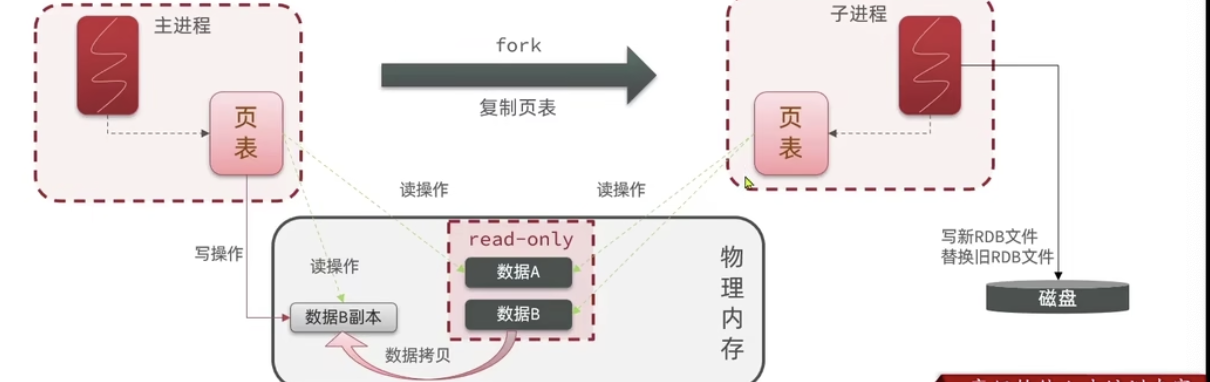 主进程
fork
复制页表
子进程
页
表
页
表
读操作
读操作
写操作
读操作
read-only
数据A
数据B
数据B副本
数据拷贝
物
理
内
存
写新RDB文件
替换旧RDB文件
磁盘